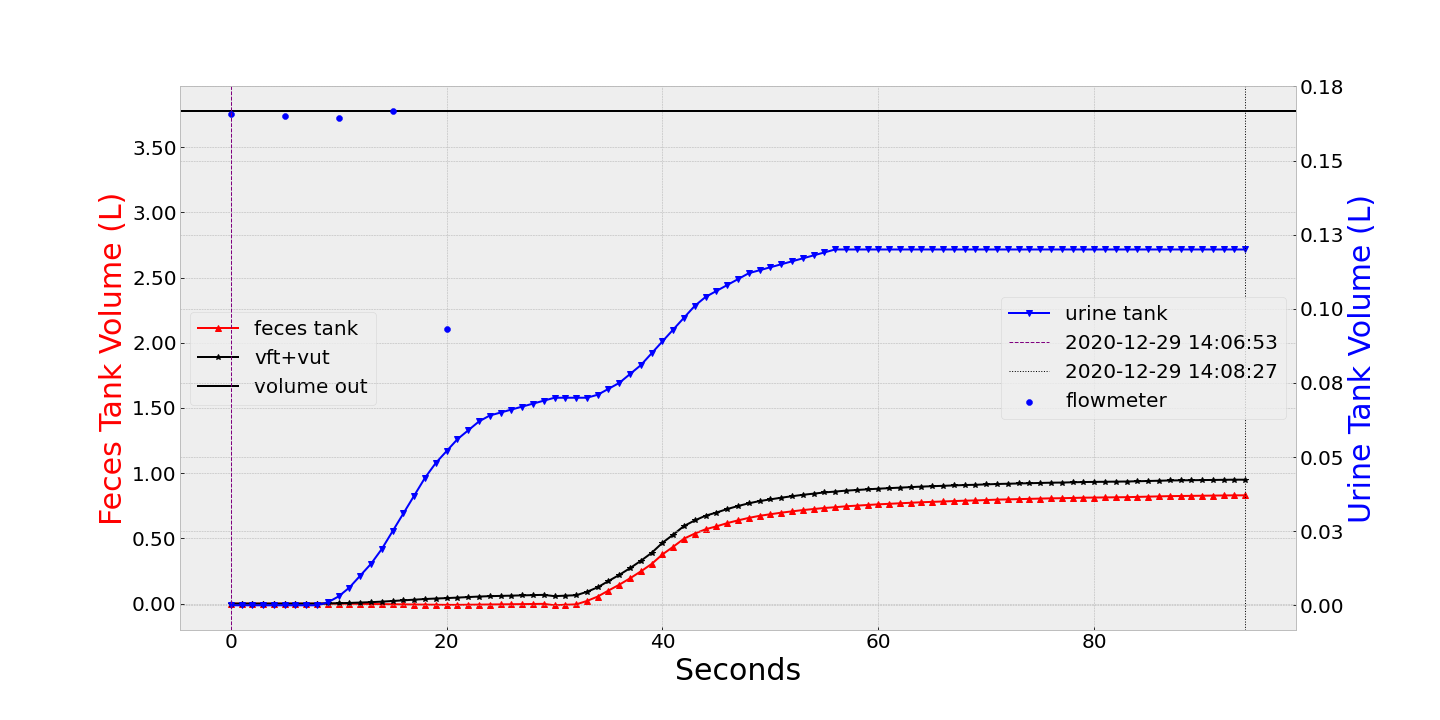 Feces Tank Volume (L)
3.50
3.00
2.50
2.00
1.50
1.00
0.50
0.00
feces tank
vft+vut
volume out
urine tank
2020-12-29 14:06:53
2020-12-29 14:08:27
flowmeter
0.18
0.15
0.13
0.10
0.08
0.05
0.03
0.00
Urine Tank Volume (L)
0 20 40 60 80
Seconds